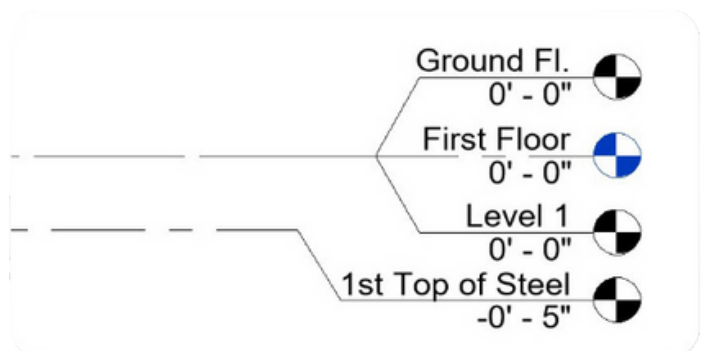 Ground Fl.
0' - 0"
First Floor
0' - 0"
Level 1
0' - 0"
1st Top of Steel
-0' - 5"